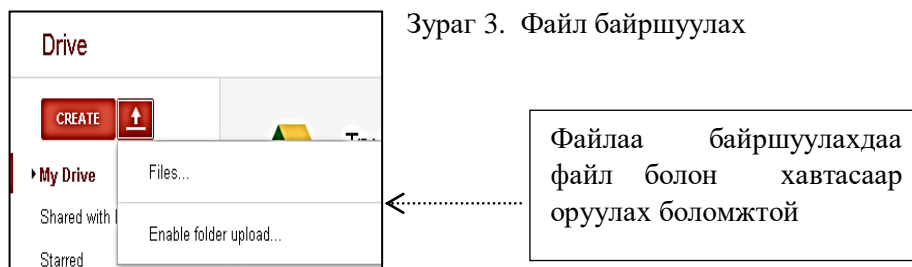 Зураг 3. Файл байршуулах
Drive
CREATE
My Drive
Files...
Shared with
Enable folder upload...
Starred
Файлаа байршуулахдаа
файл болон хавтасаар
оруулах боломжтой